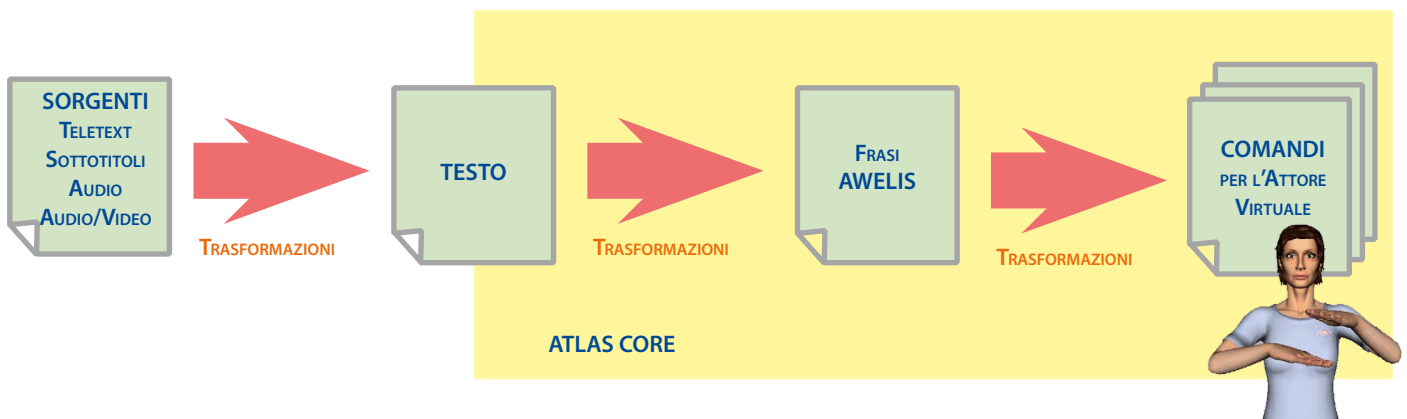 SORGENTI
Teletext
Sottotitoli
Audio
Audio/Video
Trasformazioni
TESTO
Trasformazioni
Frasi
AWELIS
Trasformazioni
COMANDI
per l'Attore
Virtuale
ATLAS CORE